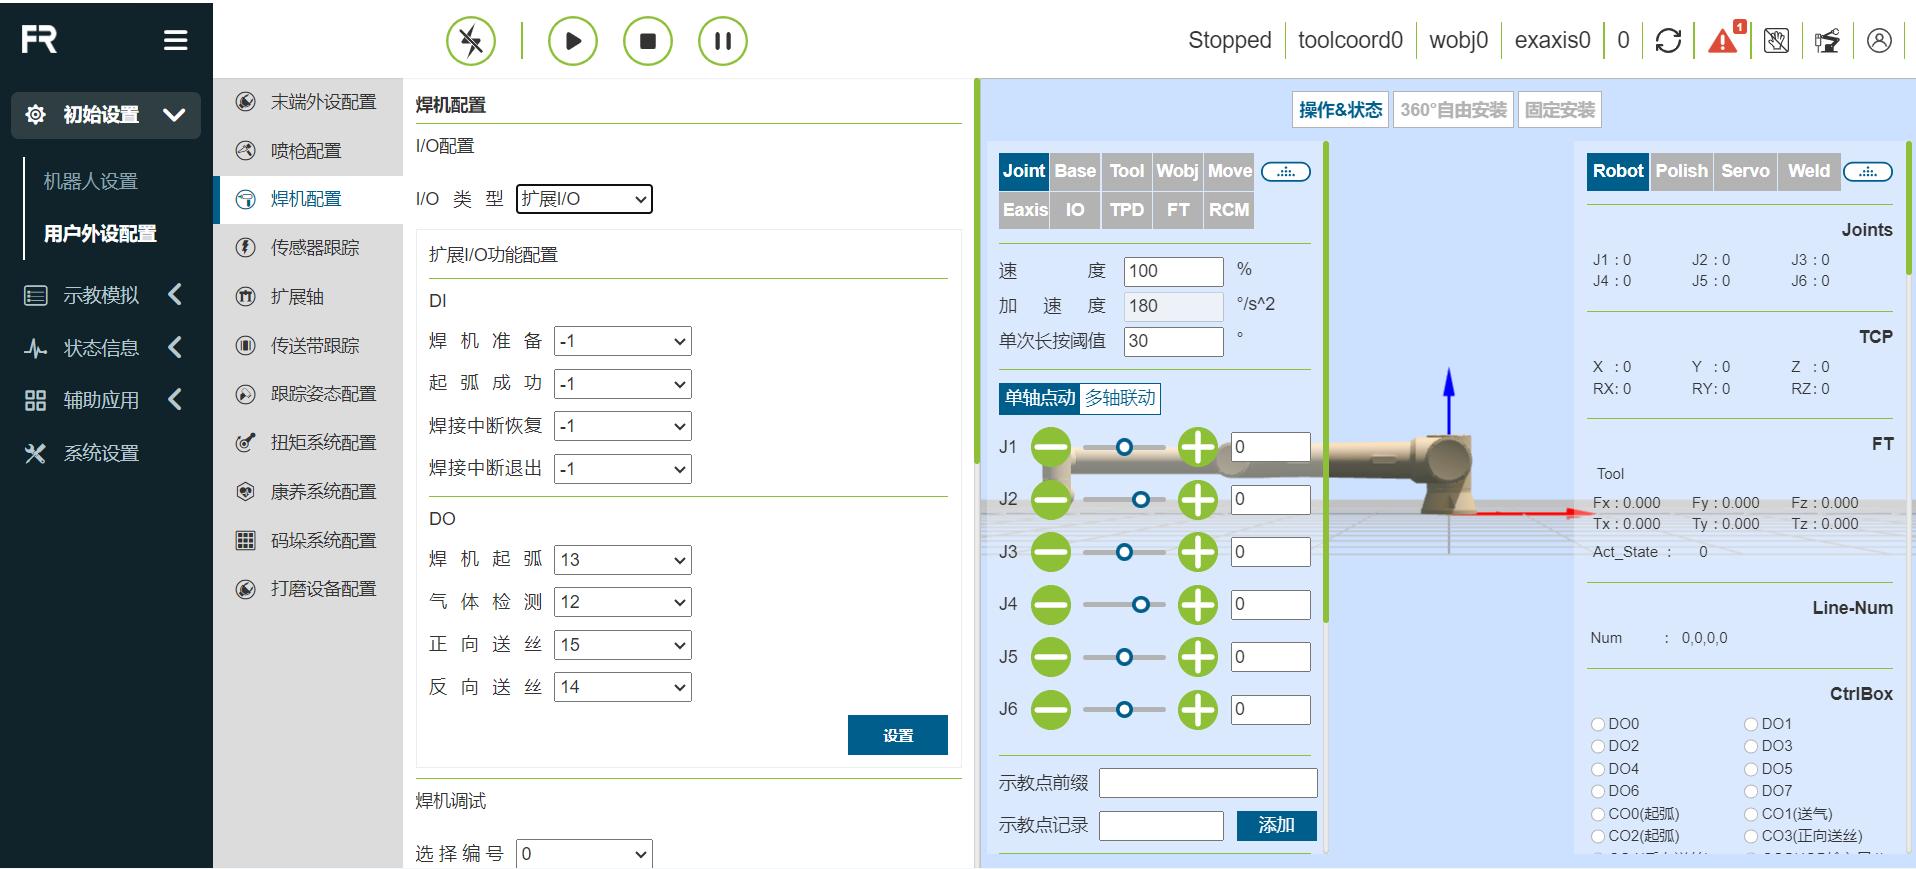 FR
Stopped
toolcoord0
wobj0
exaxis0
0
1
初始设置
机器人设置
用户外设配置
示教模拟
状态信息
辅助应用
系统设置
末端外设配置
喷枪配置
焊机配置
传感器跟踪
扩展轴
传送带跟踪
跟踪姿态配置
扭矩系统配置
康养系统配置
码垛系统配置
打磨设备配置
焊机配置
I/O配置
I/O 类 型 扩展I/O
扩展I/O功能配置
DI
焊 机 准 备 -1
起 弧 成 功 -1
焊接中断恢复 -1
焊接中断退出 -1
DO
焊 机 起 弧 13
气 体 检 测 12
正 向 送 丝 15
反 向 送 丝 14
设置
焊机调试
选择编号 0
操作&状态 360°自由安装 固定安装
Joint Base Tool Wobj Move
Eaxis IO TPD FT RCM
速 度 100 %
加 速 度 180 °/s^2
单次长按阈值 30 °
单轴点动 多轴联动
J1 0
J2 0
J3 0
J4 0
J5 0
J6 0
示教点前缀
示教点记录 添加
Robot Polish Servo Weld
Joints
J1 : 0 J2 : 0 J3 : 0
J4 : 0 J5 : 0 J6 : 0
TCP
X : 0 Y : 0 Z : 0
RX: 0 RY: 0 RZ: 0
FT
Tool
Fx : 0.000 Fy : 0.000 Fz : 0.000
Tx : 0.000 Ty : 0.000 Tz : 0.000
Act_State : 0
Line-Num
Num : 0,0,0,0
CtrlBox
DO0 DO1
DO2 DO3
DO4 DO5
DO6 DO7
CO0(起弧) CO1(送气)
CO2(起弧) CO3(正向送丝)